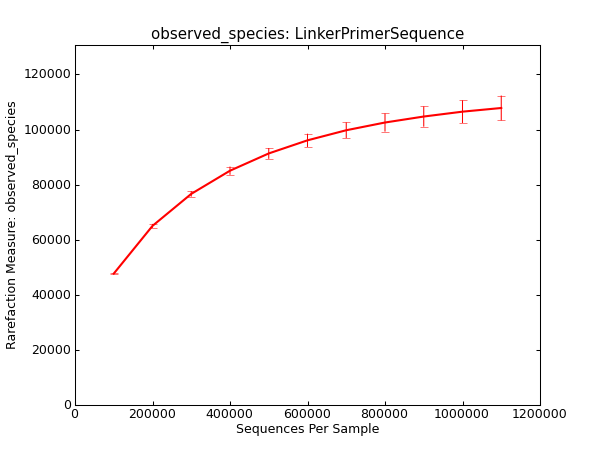 observed_species: LinkerPrimerSequence
Rarefaction Measure: observed_species
120000
100000
80000
60000
40000
20000
0
0 200000 400000 600000 800000 1000000 1200000
Sequences Per Sample